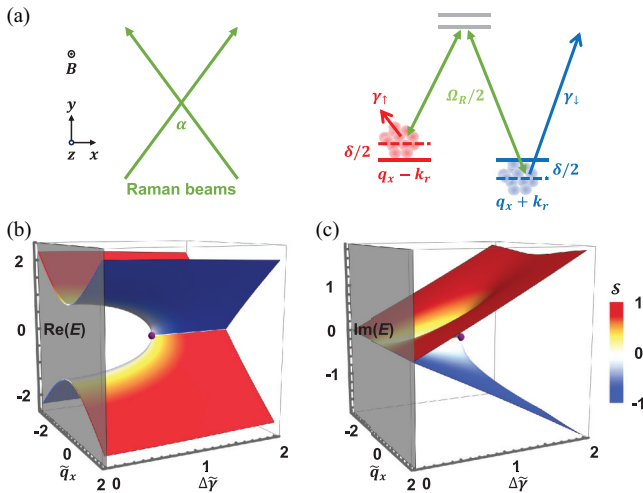 (a)
B
y
z
x
α
Raman beams
γ↑
Ω_R/2
γ↓
δ/2
δ/2
q_x − k_r
q_x + k_r
(b)
(c)
2
Re(E)
0
-2
-2
0
2
q̃_x
0
1
2
Δγ̃
1
Im(E)
0
-1
-2
0
2
q̃_x
0
1
2
Δγ̃
𝒮
1
0
-1